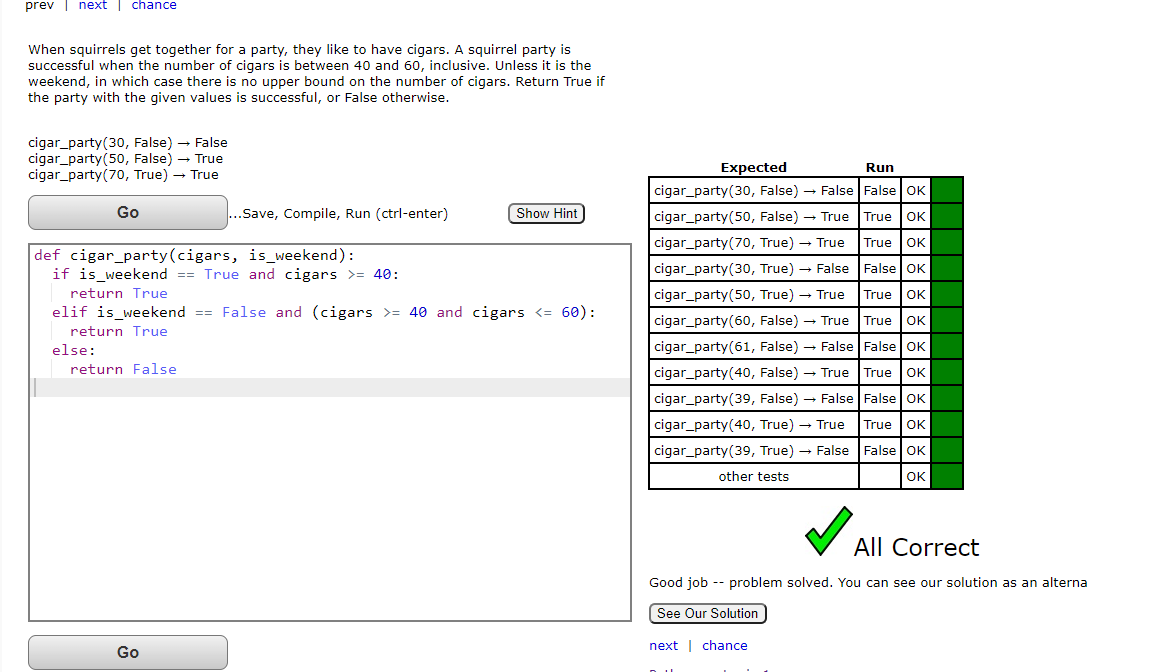 prev | next | chance
When squirrels get together for a party, they like to have cigars. A squirrel party is
successful when the number of cigars is between 40 and 60, inclusive. Unless it is the
weekend, in which case there is no upper bound on the number of cigars. Return True if
the party with the given values is successful, or False otherwise.
cigar_party(30, False) → False
cigar_party(50, False) → True
cigar_party(70, True) → True
Go
...Save, Compile, Run (ctrl-enter)
Show Hint
def cigar_party(cigars, is_weekend):
  if is_weekend == True and cigars >= 40:
    return True
  elif is_weekend == False and (cigars >= 40 and cigars <= 60):
    return True
  else:
    return False
Go
Expected Run
cigar_party(30, False) → False False OK
cigar_party(50, False) → True True OK
cigar_party(70, True) → True True OK
cigar_party(30, True) → False False OK
cigar_party(50, True) → True True OK
cigar_party(60, False) → True True OK
cigar_party(61, False) → False False OK
cigar_party(40, False) → True True OK
cigar_party(39, False) → False False OK
cigar_party(40, True) → True True OK
cigar_party(39, True) → False False OK
other tests OK
All Correct
Good job -- problem solved. You can see our solution as an alterna
See Our Solution
next | chance